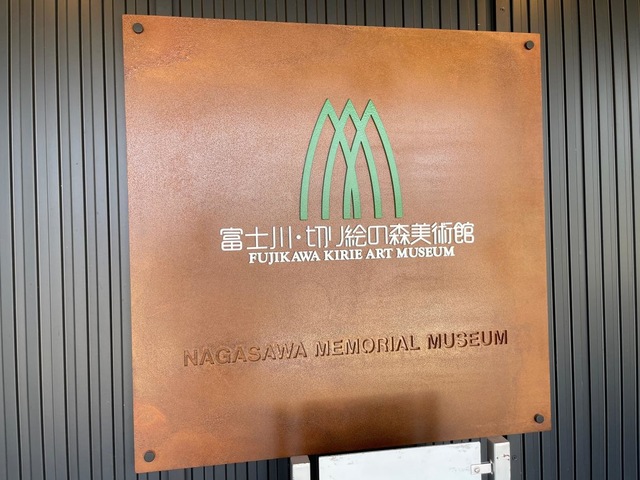 富士川・切り絵の森美術館
FUJIKAWA KIRIE ART MUSEUM
NAGASAWA MEMORIAL MUSEUM